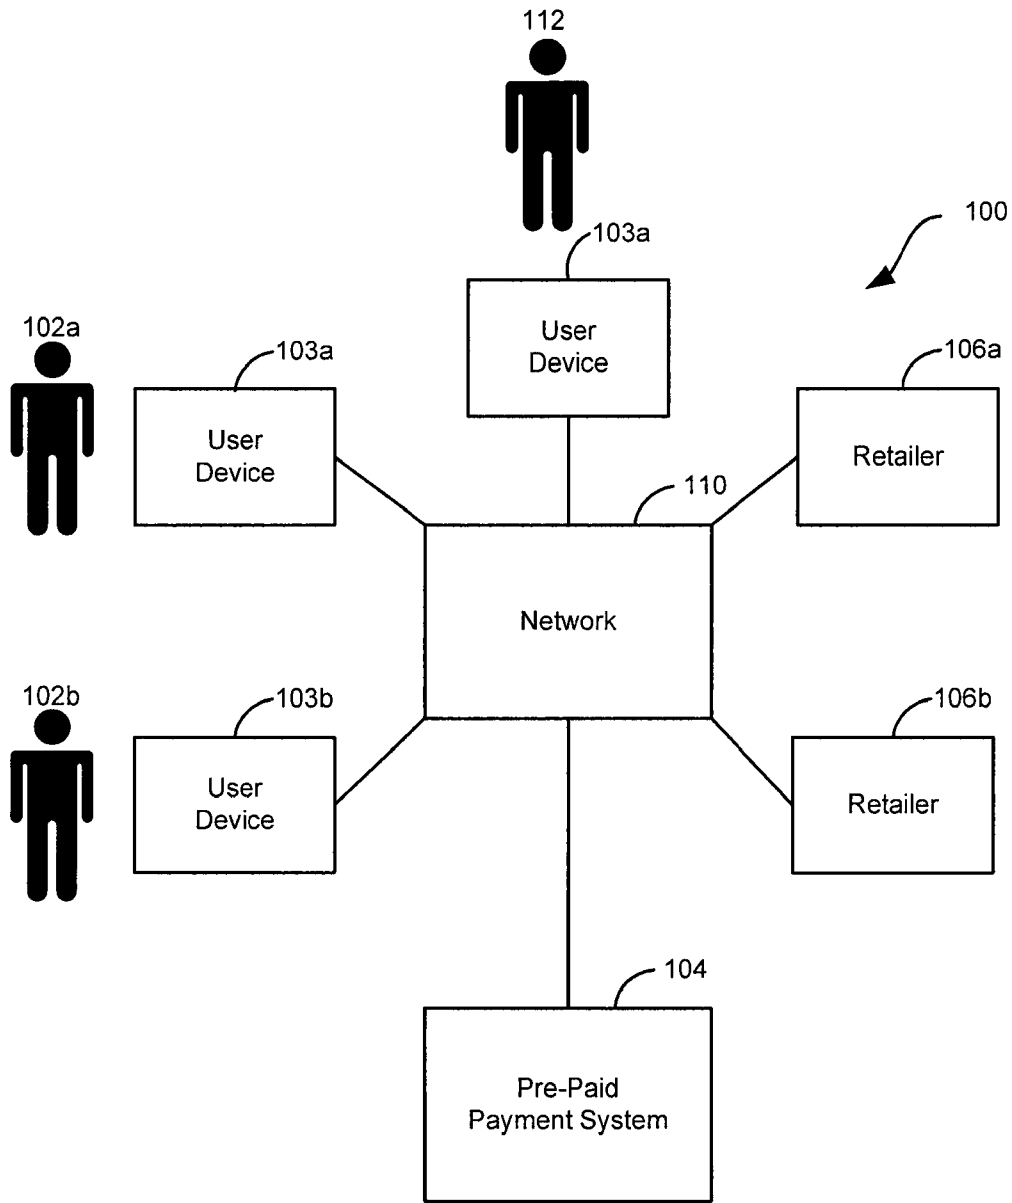 112
103a
100
User
Device
102a
103a
106a
User
Device
Retailer
110
Network
102b
103b
106b
User
Device
Retailer
104
Pre-Paid
Payment System